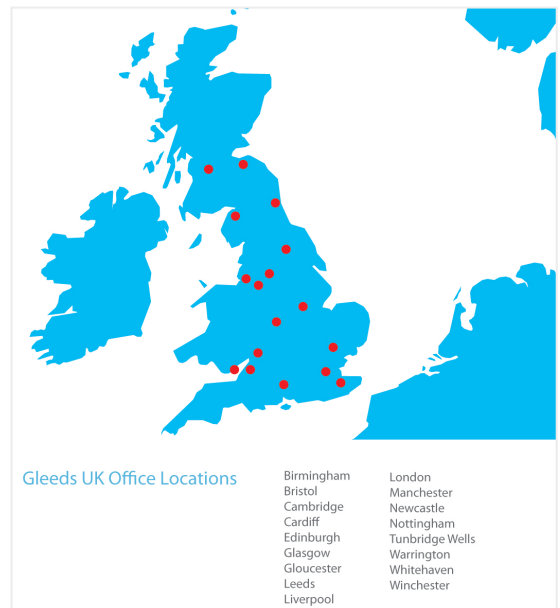 Gleeds UK Office Locations
Birmingham
Bristol
Cambridge
Cardiff
Edinburgh
Glasgow
Gloucester
Leeds
Liverpool
London
Manchester
Newcastle
Nottingham
Tunbridge Wells
Warrington
Whitehaven
Winchester